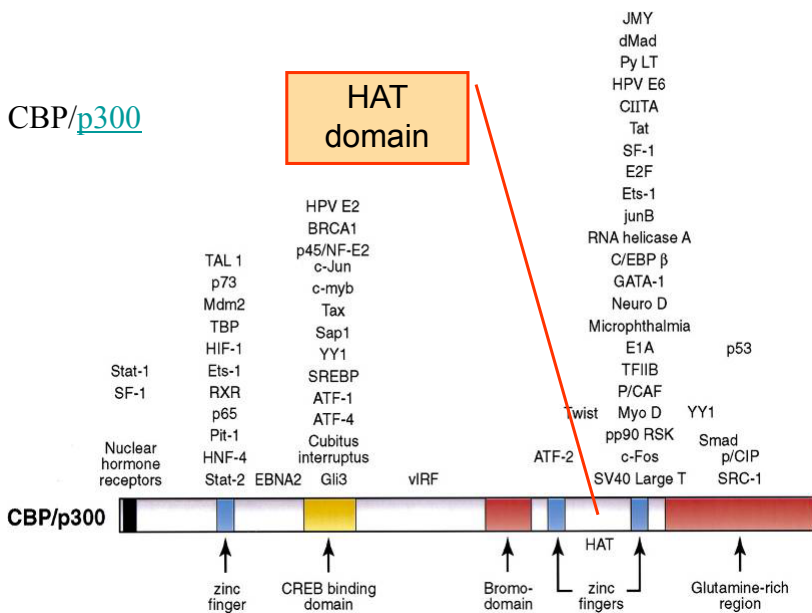 CBP/p300
HAT
domain
JMY
dMad
Py LT
HPV E6
CIITA
Tat
SF-1
E2F
Ets-1
junB
RNA helicase A
C/EBP β
GATA-1
Neuro D
Microphthalmia
E1A
TFIIB
P/CAF
Myo D
pp90 RSK
c-Fos
SV40 Large T
HPV E2
BRCA1
p45/NF-E2
c-Jun
c-myb
Tax
Sap1
YY1
SREBP
ATF-1
ATF-4
Cubitus
interruptus
Gli3
TAL 1
p73
Mdm2
TBP
HIF-1
Ets-1
RXR
p65
Pit-1
HNF-4
Stat-2
Stat-1
SF-1
Nuclear
hormone
receptors
EBNA2
vIRF
ATF-2
Twist
YY1
p53
Smad
p/CIP
SRC-1
CBP/p300
HAT
zinc
finger
CREB binding
domain
Bromo-
domain
zinc
fingers
Glutamine-rich
region